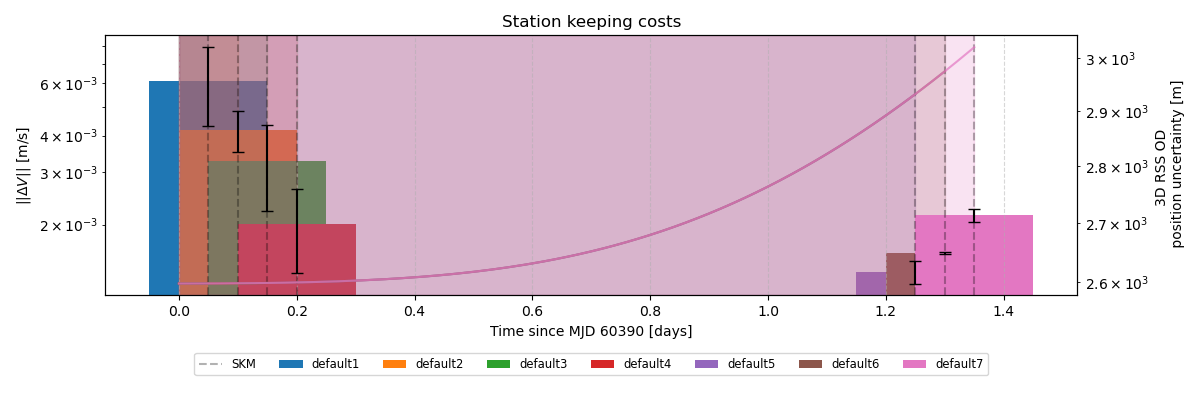 Station keeping costs
||ΔV|| [m/s]
6 × 10⁻³
4 × 10⁻³
3 × 10⁻³
2 × 10⁻³
3 × 10³
2.9 × 10³
2.8 × 10³
2.7 × 10³
2.6 × 10³
3D RSS OD
position uncertainty [m]
0.0 0.2 0.4 0.6 0.8 1.0 1.2 1.4
Time since MJD 60390 [days]
SKM default1 default2 default3 default4 default5 default6 default7